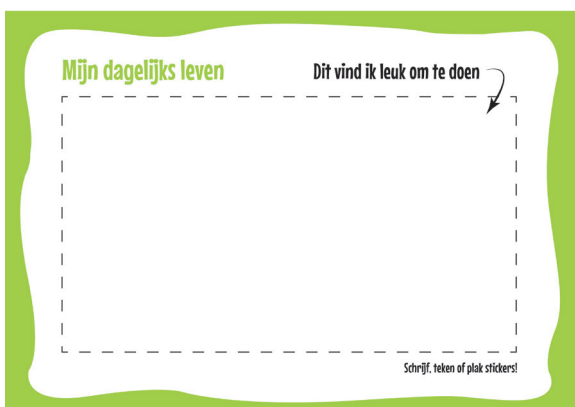 Mijn dagelijks leven
Dit vind ik leuk om te doen
Schrijf, teken of plak stickers!